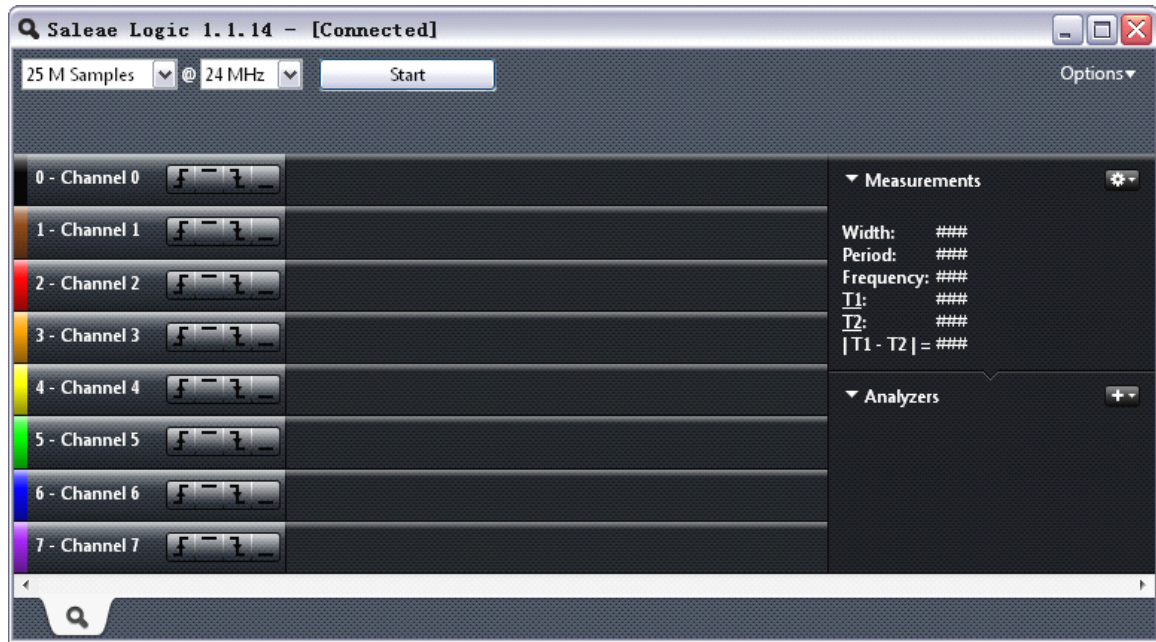 Saleae Logic 1.1.14 - [Connected]
25 M Samples @ 24 MHz Start Options
0 - Channel 0
1 - Channel 1
2 - Channel 2
3 - Channel 3
4 - Channel 4
5 - Channel 5
6 - Channel 6
7 - Channel 7
Measurements
Width: ###
Period: ###
Frequency: ###
T1: ###
T2: ###
| T1 - T2 | = ###
Analyzers